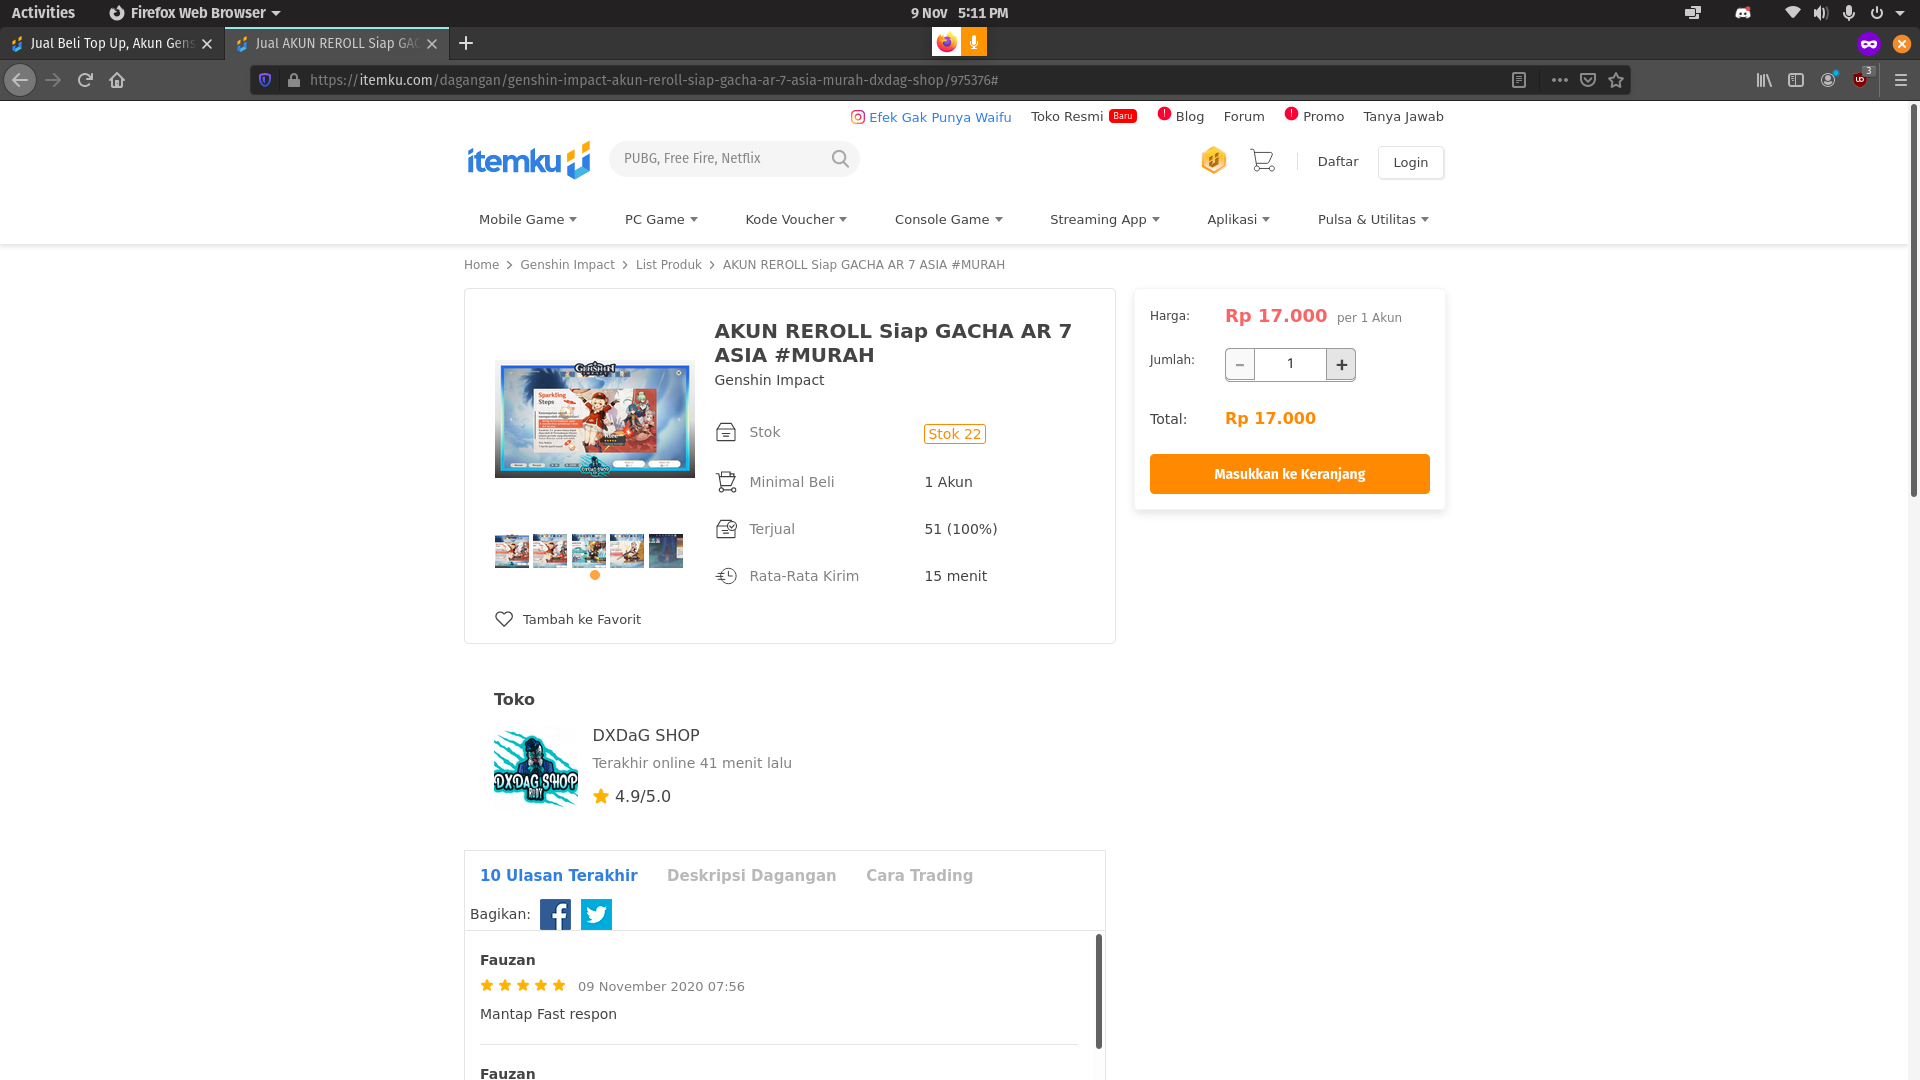 Activities
Firefox Web Browser
9 Nov 5:11 PM
Jual Beli Top Up, Akun Gens
Jual AKUN REROLL Siap GAC
https://itemku.com/dagangan/genshin-impact-akun-reroll-siap-gacha-ar-7-asia-murah-dxdag-shop/975376#
3
Efek Gak Punya Waifu
Toko Resmi
Baru
Blog
Forum
Promo
Tanya Jawab
itemku
PUBG, Free Fire, Netflix
Daftar
Login
Mobile Game
PC Game
Kode Voucher
Console Game
Streaming App
Aplikasi
Pulsa & Utilitas
Home
Genshin Impact
List Produk
AKUN REROLL Siap GACHA AR 7 ASIA #MURAH
AKUN REROLL Siap GACHA AR 7
ASIA #MURAH
Genshin Impact
Genshin
Sparkling
Steps
Stok
Stok 22
Minimal Beli
1 Akun
Terjual
51 (100%)
Rata-Rata Kirim
15 menit
Tambah ke Favorit
Harga:
Rp 17.000 per 1 Akun
Jumlah:
- 1 +
Total:
Rp 17.000
Masukkan ke Keranjang
Toko
DXDAG SHOP
DXDaG SHOP
Terakhir online 41 menit lalu
4.9/5.0
10 Ulasan Terakhir
Deskripsi Dagangan
Cara Trading
Bagikan:
Fauzan
09 November 2020 07:56
Mantap Fast respon
Fauzan